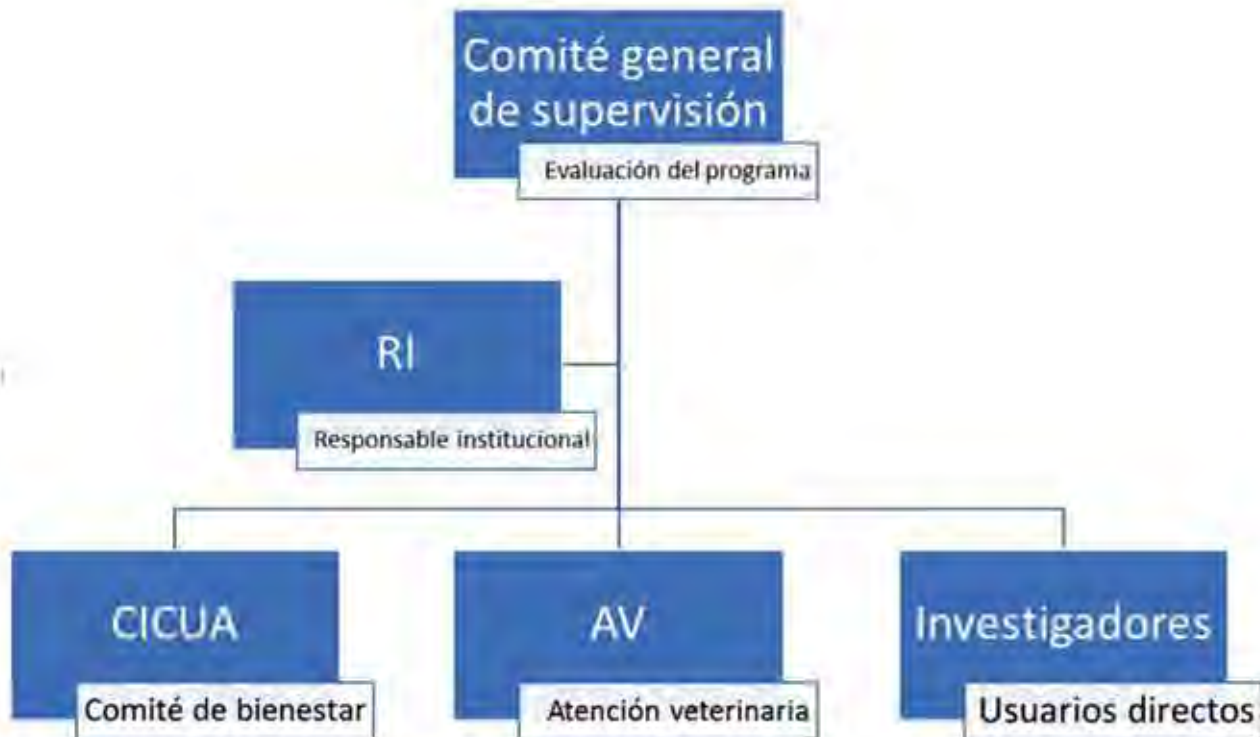 Comité general
de supervisión
Evaluación del programa
RI
Responsable institucional
CICUA
Comité de bienestar
AV
Atención veterinaria
Investigadores
Usuarios directos